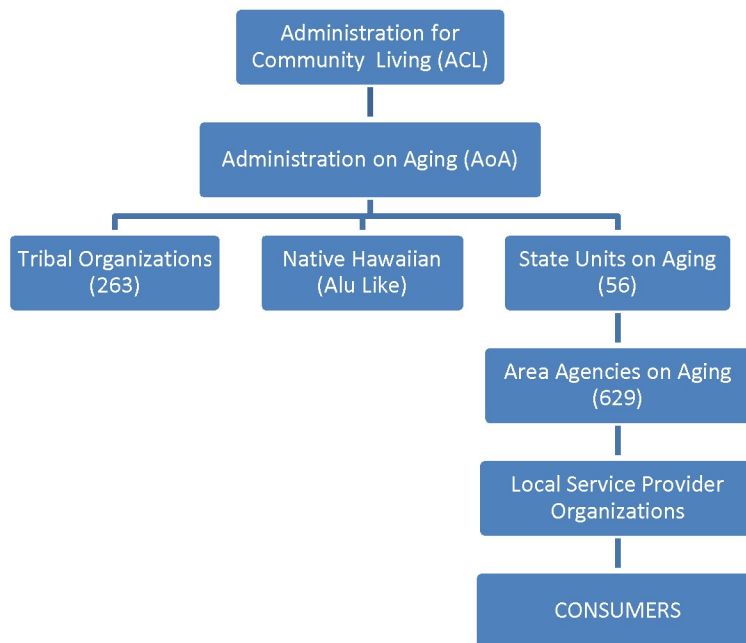 Administration for
Community Living (ACL)
Administration on Aging (AoA)
Tribal Organizations
(263)
Native Hawaiian
(Alu Like)
State Units on Aging
(56)
Area Agencies on Aging
(629)
Local Service Provider
Organizations
CONSUMERS